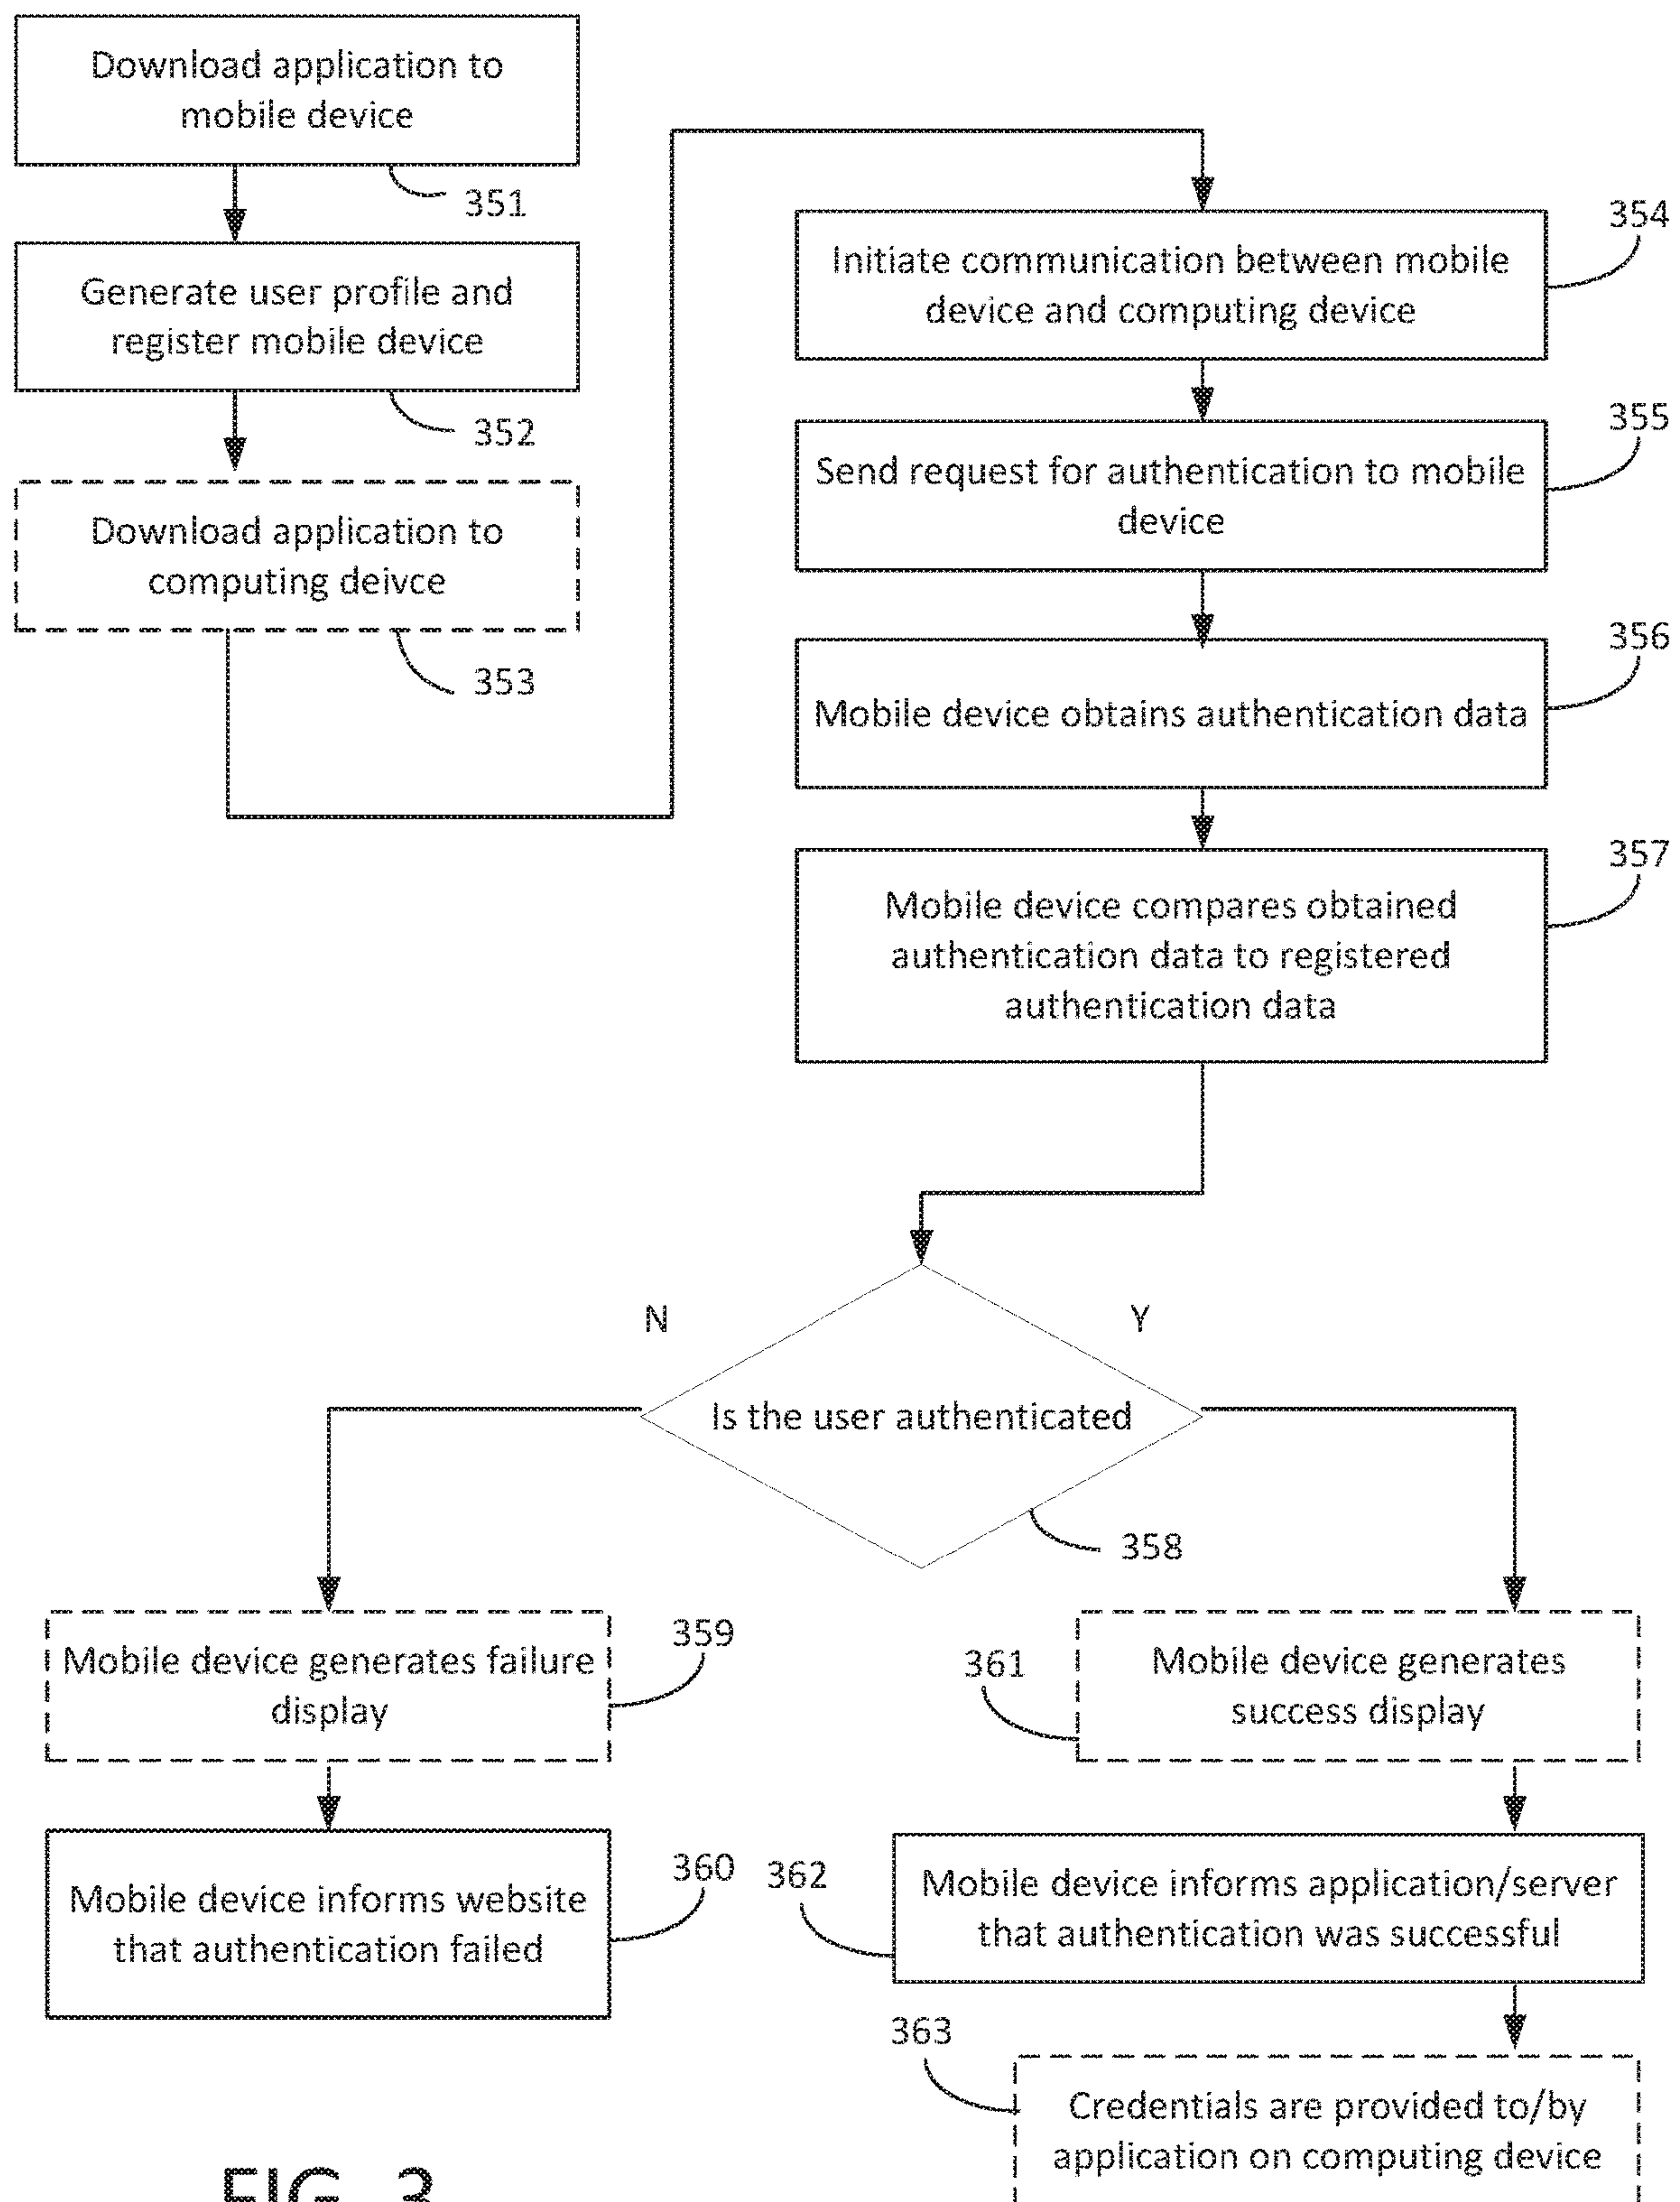 Download application to
mobile device
351
Generate user profile and
register mobile device
352
Download application to
computing deivce
353
Initiate communication between mobile
device and computing device
354
Send request for authentication to mobile
device
355
Mobile device obtains authentication data
356
Mobile device compares obtained
authentication data to registered
authentication data
357
N
Y
Is the user authenticated
358
Mobile device generates failure
display
359
Mobile device informs website
that authentication failed
360
Mobile device generates
success display
361
Mobile device informs application/server
that authentication was successful
362
Credentials are provided to/by
application on computing device
363
FIG. 3